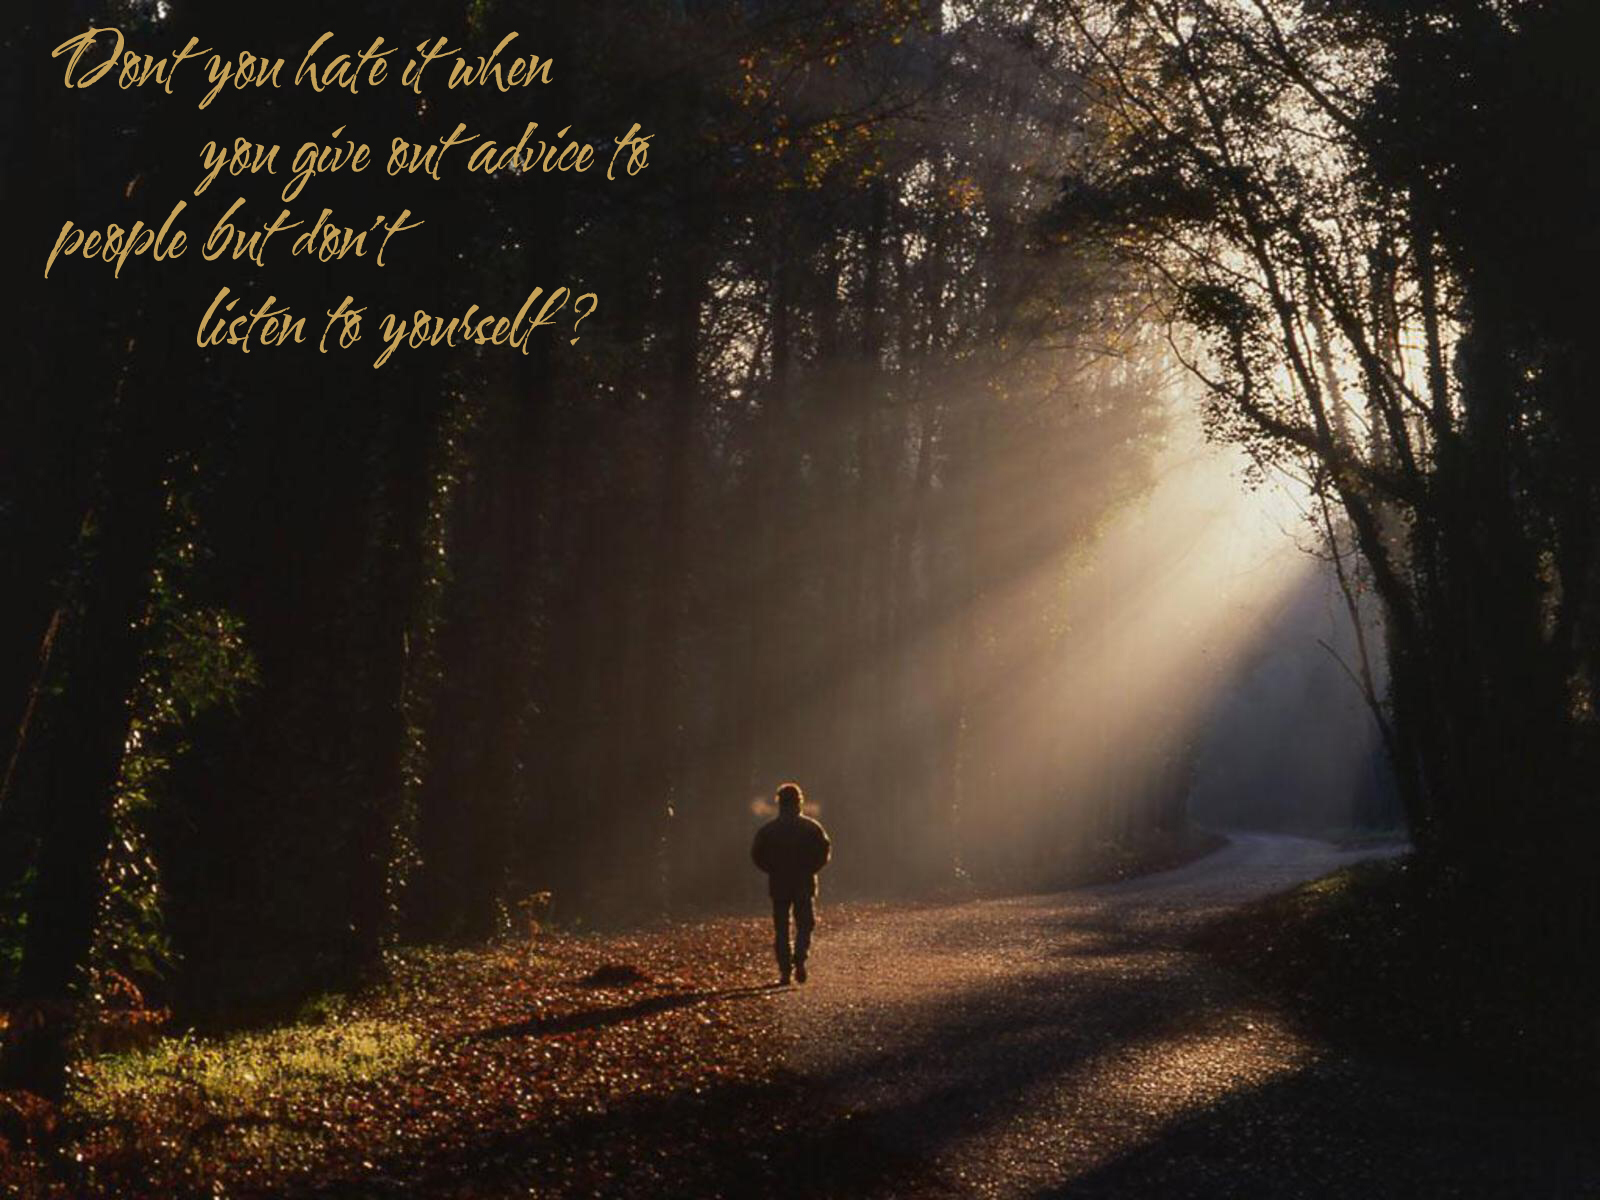 Dont you hate it when
you give out advice to
people but don't
listen to yourself ?